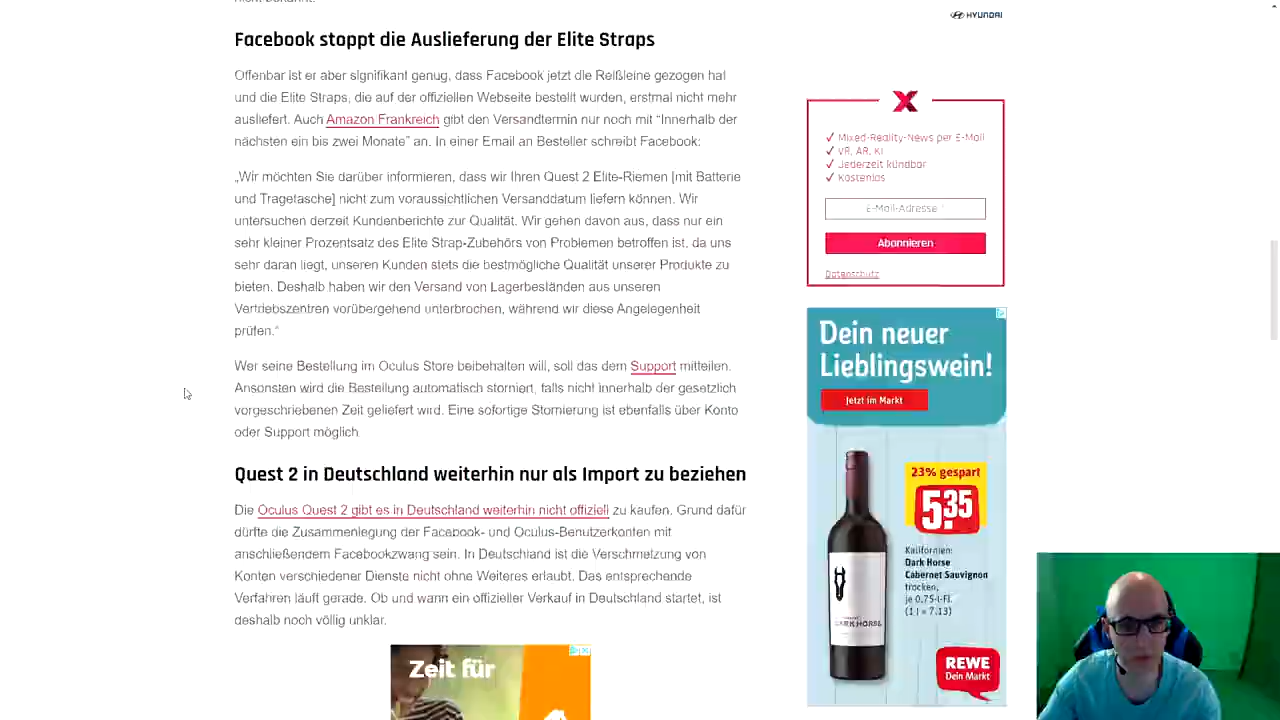 HYUNDAI
Facebook stoppt die Auslieferung der Elite Straps
Offenbar ist er aber signifikant genug, dass Facebook jetzt die Reißleine gezogen hat
und die Elite Straps, die auf der offiziellen Webseite bestellt wurden, erstmal nicht mehr
ausliefert. Auch Amazon Frankreich gibt den Versandtermin nur noch mit “Innerhalb der
nächsten ein bis zwei Monate” an. In einer Email an Besteller schreibt Facebook:
„Wir möchten Sie darüber informieren, dass wir Ihren Quest 2 Elite-Riemen [mit Batterie
und Tragetasche] nicht zum voraussichtlichen Versanddatum liefern können. Wir
untersuchen derzeit Kundenberichte zur Qualität. Wir gehen davon aus, dass nur ein
sehr kleiner Prozentsatz des Elite Strap-Zubehörs von Problemen betroffen ist, da uns
sehr daran liegt, unseren Kunden stets die bestmögliche Qualität unserer Produkte zu
bieten. Deshalb haben wir den Versand von Lagerbeständen aus unseren
Vertriebszentren vorübergehend unterbrochen, während wir diese Angelegenheit
prüfen.“
Wer seine Bestellung im Oculus Store beibehalten will, soll das dem Support mitteilen.
Ansonsten wird die Bestellung automatisch storniert, falls nicht innerhalb der gesetzlich
vorgeschriebenen Zeit geliefert wird. Eine sofortige Stornierung ist ebenfalls über Konto
oder Support möglich
Quest 2 in Deutschland weiterhin nur als Import zu beziehen
Die Oculus Quest 2 gibt es in Deutschland weiterhin nicht offiziell zu kaufen. Grund dafür
dürfte die Zusammenlegung der Facebook- und Oculus-Benutzerkonten mit
anschließendem Facebookzwang sein. In Deutschland ist die Verschmelzung von
Konten verschiedener Dienste nicht ohne Weiteres erlaubt. Das entsprechende
Verfahren läuft gerade. Ob und wann ein offizieller Verkauf in Deutschland startet, ist
deshalb noch völlig unklar.
Zeit für
✓ Mixed-Reality-News per E-Mail
✓ VR, AR, KI
✓ Jederzeit kündbar
✓ Kostenlos
E-Mail-Adresse *
Abonnieren
Datenschutz
Dein neuer
Lieblingswein!
Jetzt im Markt
23% gespart
5.35
Kalifornien:
Dark Horse
Cabernet Sauvignon
trocken,
je 0,75-l-Fl.
(1 l = 7.13)
DARK HORSE
REWE
Dein Markt